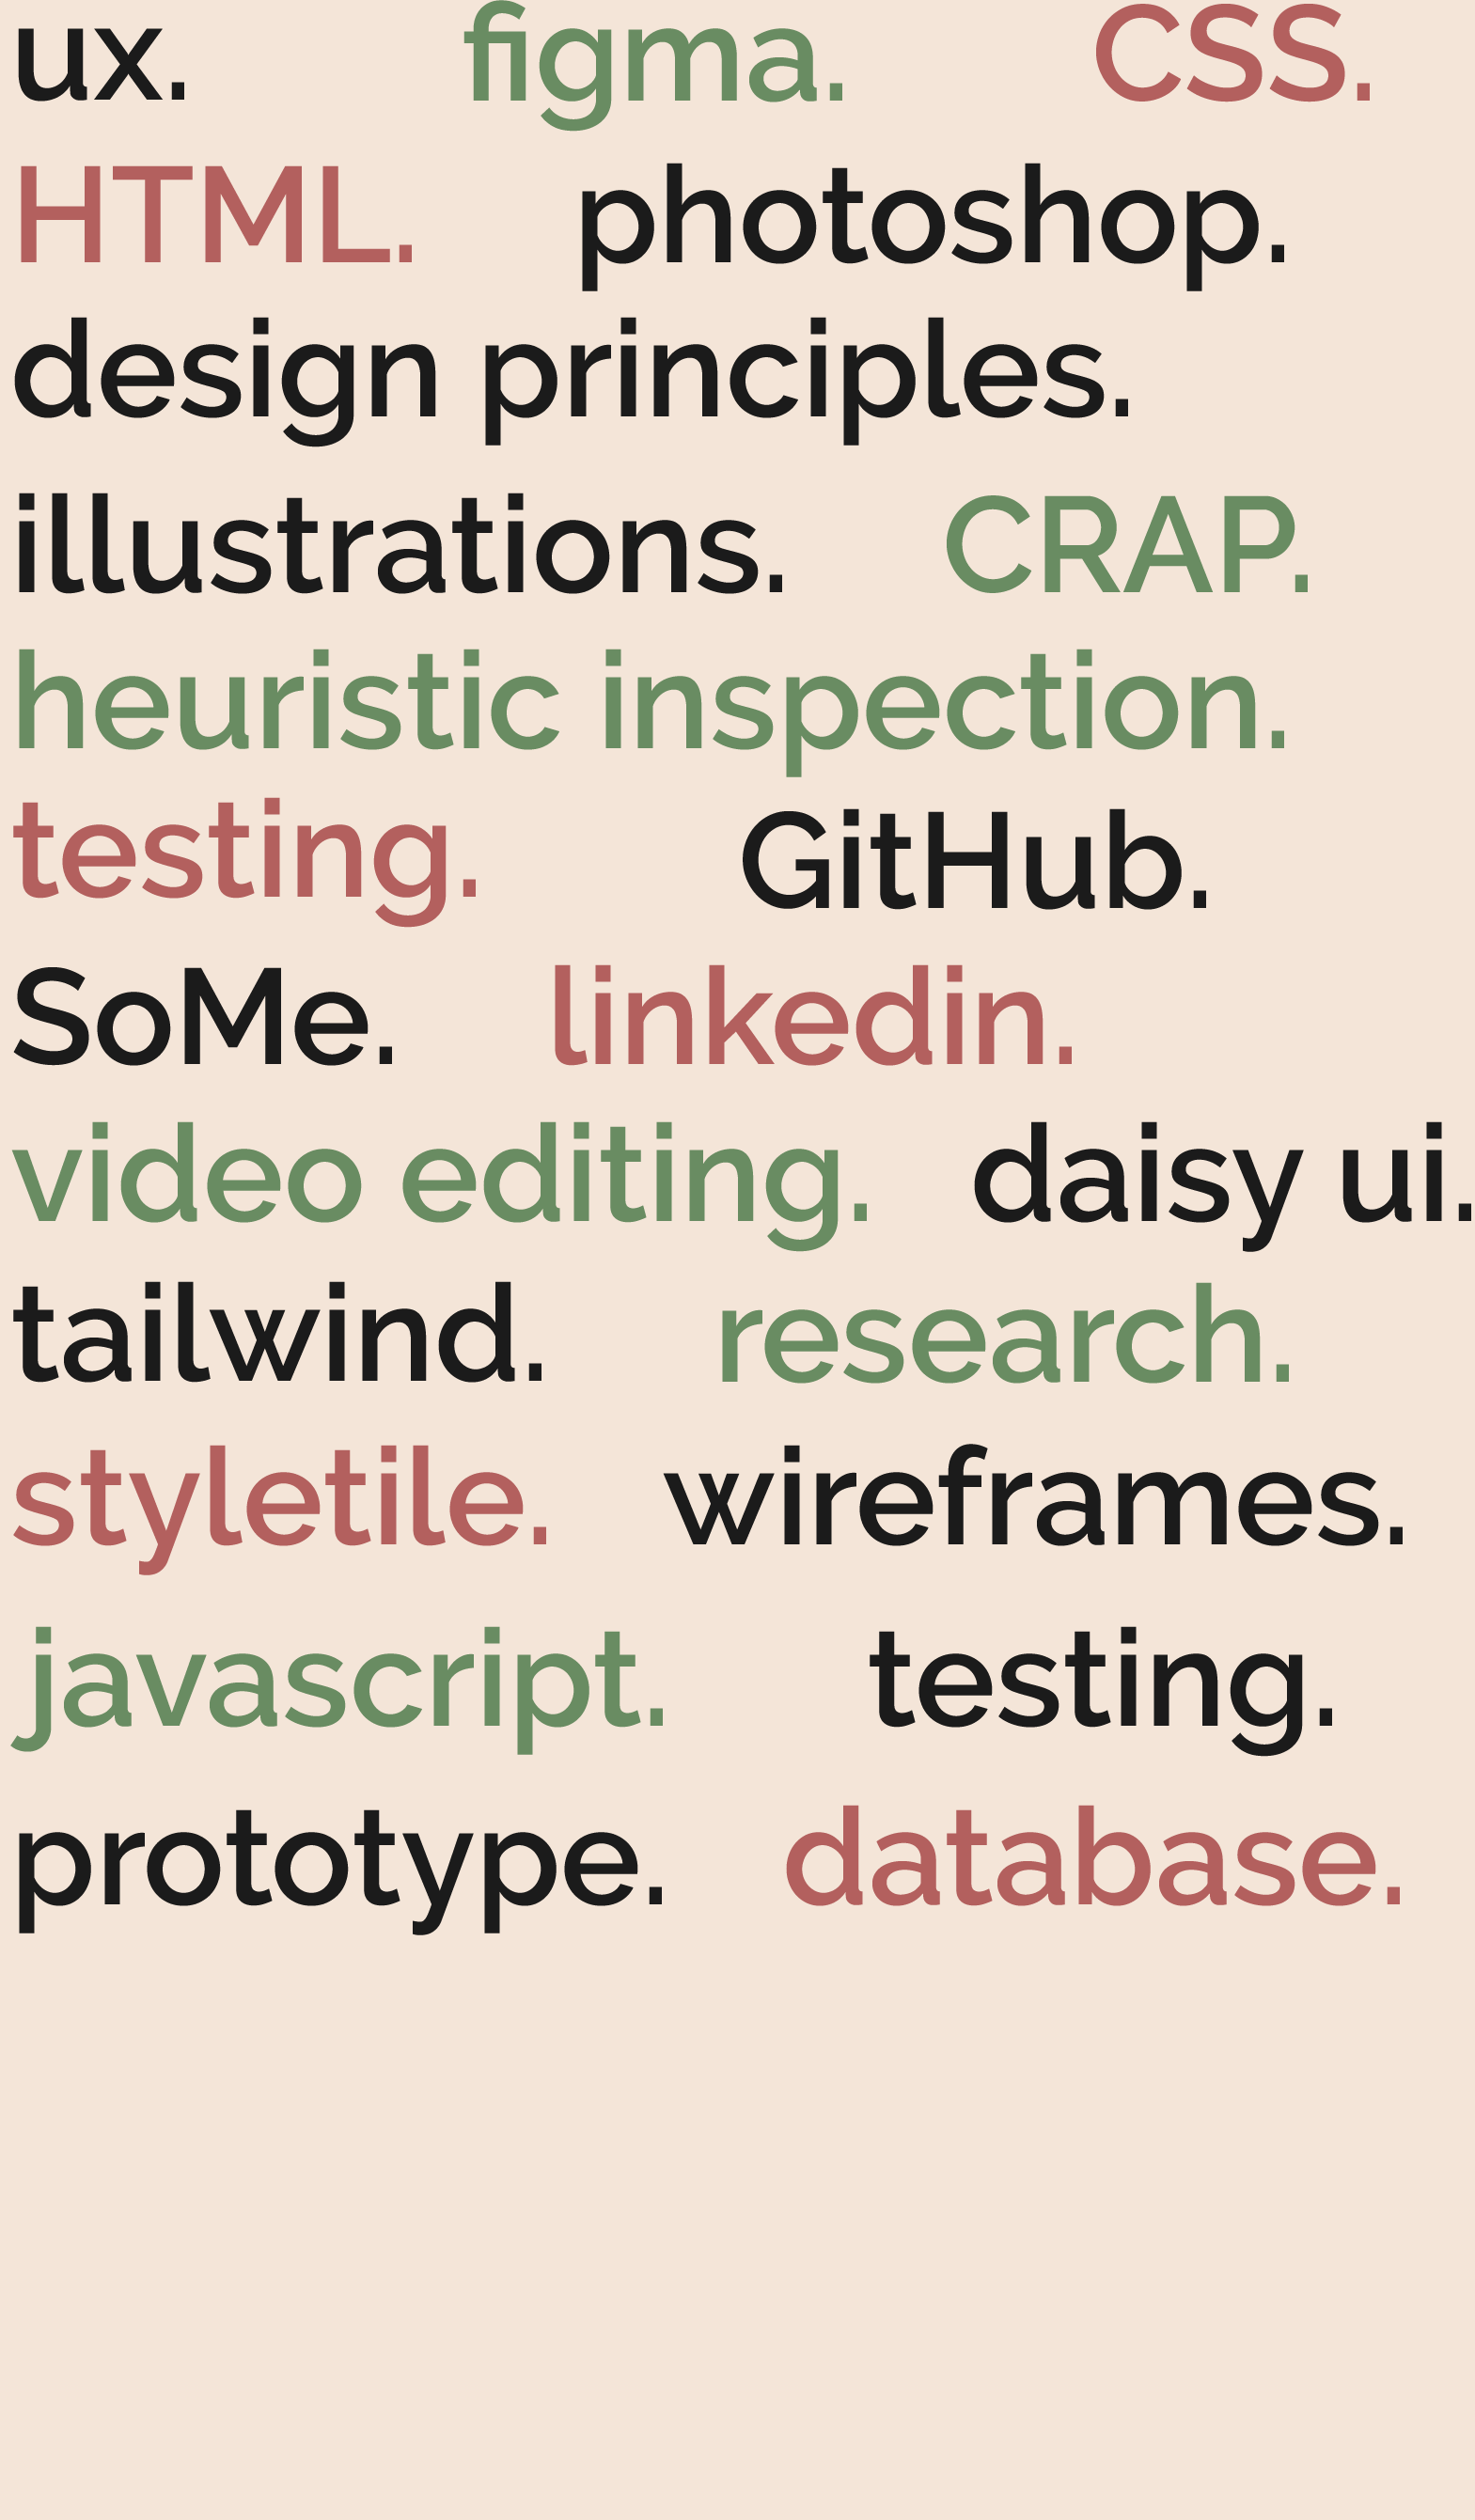 ux. figma. CSS.
HTML. photoshop.
design principles.
illustrations. CRAP.
heuristic inspection.
testing. GitHub.
SoMe. linkedin.
video editing. daisy ui.
tailwind. research.
styletile. wireframes.
javascript. testing.
prototype. database.